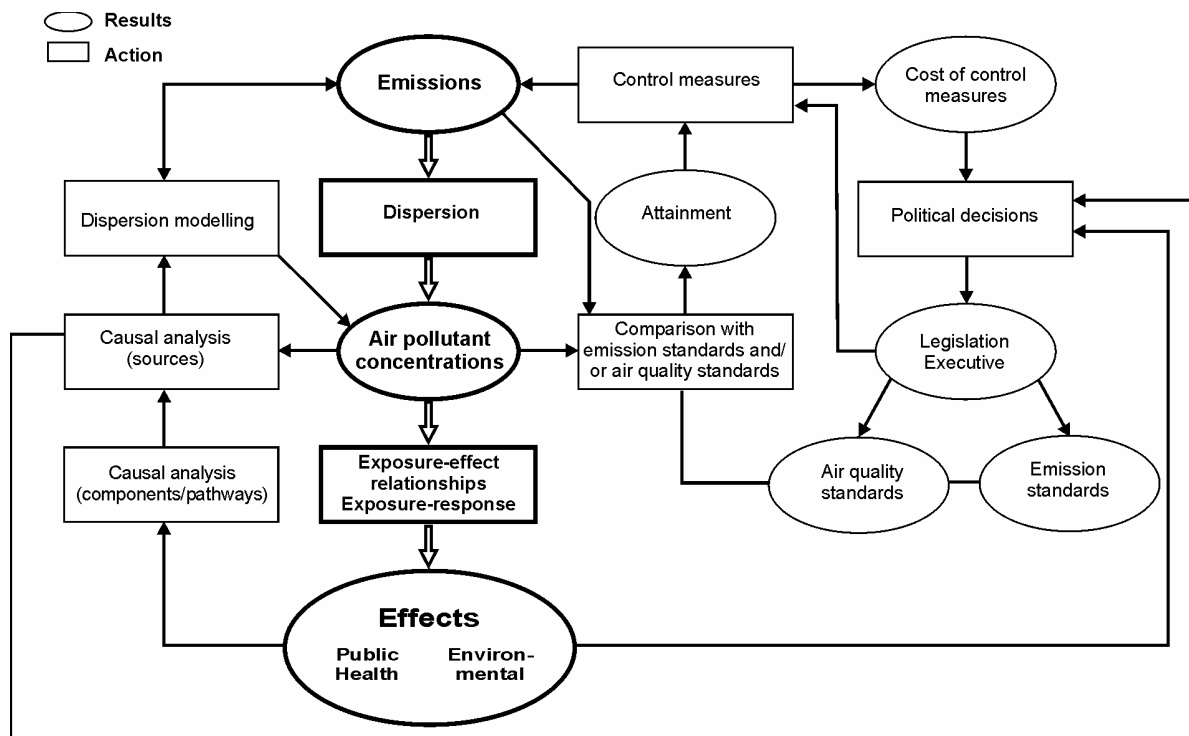 Results
Action
Emissions
Control measures
Cost of control
measures
Dispersion modelling
Dispersion
Attainment
Political decisions
Causal analysis
(sources)
Air pollutant
concentrations
Comparison with
emission standards and/
or air quality standards
Legislation
Executive
Causal analysis
(components/pathways)
Exposure-effect
relationships
Exposure-response
Air quality
standards
Emission
standards
Effects
Public
Health
Environ-
mental